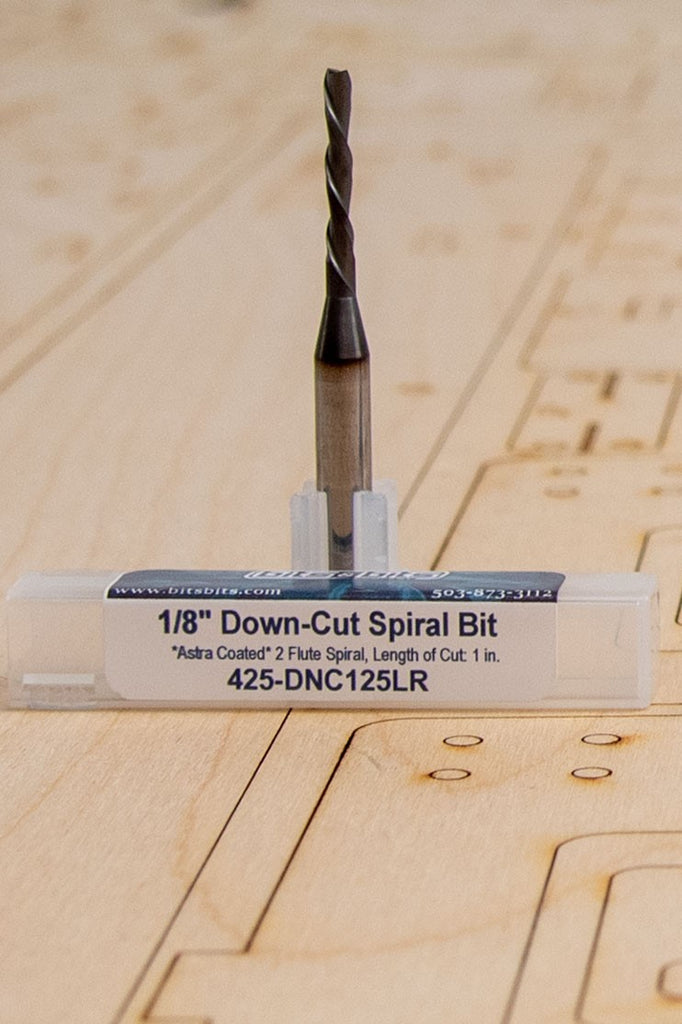 www.bitsbits.com 503-873-3112
1/8" Down-Cut Spiral Bit
*Astra Coated* 2 Flute Spiral, Length of Cut: 1 in.
425-DNC125LR